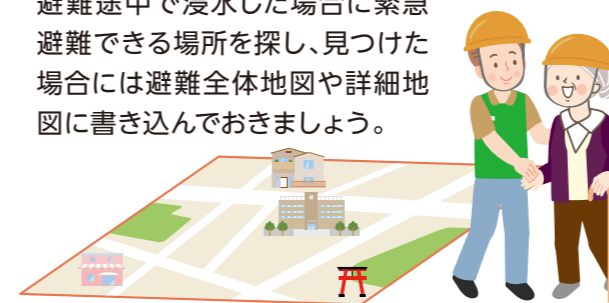 避難途中で浸水した場合に緊急
避難できる場所を探し、見つけた
場合には避難全体地図や詳細地
図に書き込んでおきましょう。